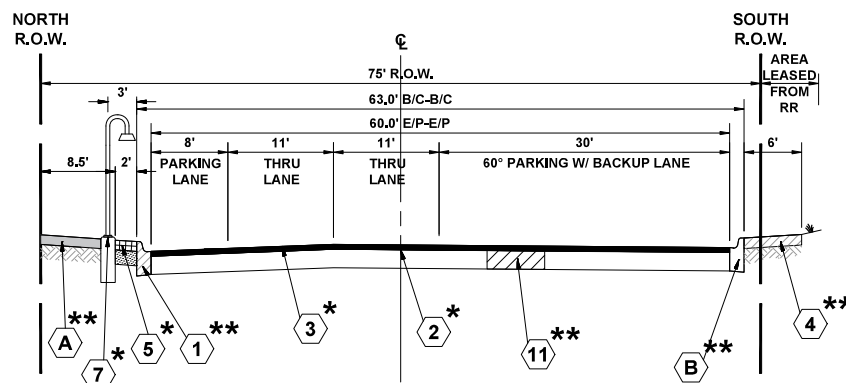 NORTH
R.O.W.
SOUTH
R.O.W.
℄
75' R.O.W.
AREA
LEASED
FROM
RR
3'
63.0' B/C-B/C
60.0' E/P-E/P
8.5'
2'
8'
11'
11'
30'
6'
PARKING
LANE
THRU
LANE
THRU
LANE
60° PARKING W/ BACKUP LANE
A**
7*
5*
1**
3*
2*
11**
B**
4**